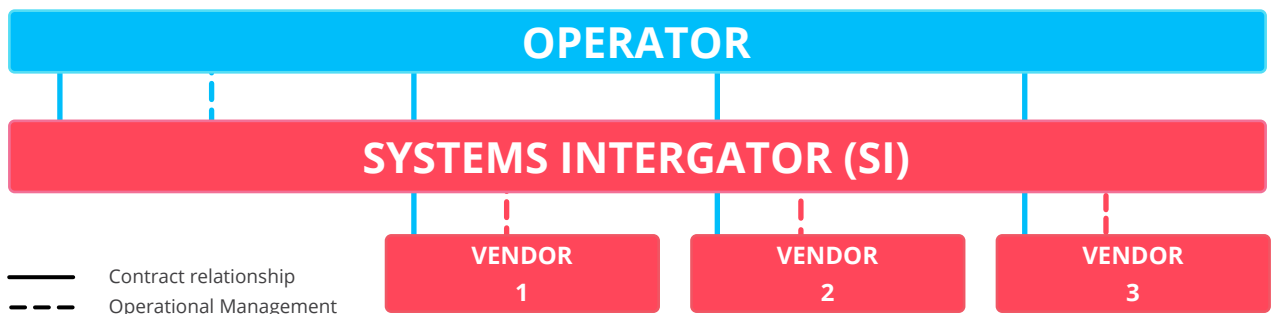 OPERATOR
SYSTEMS INTERGATOR (SI)
VENDOR
1
VENDOR
2
VENDOR
3
Contract relationship
Operational Management